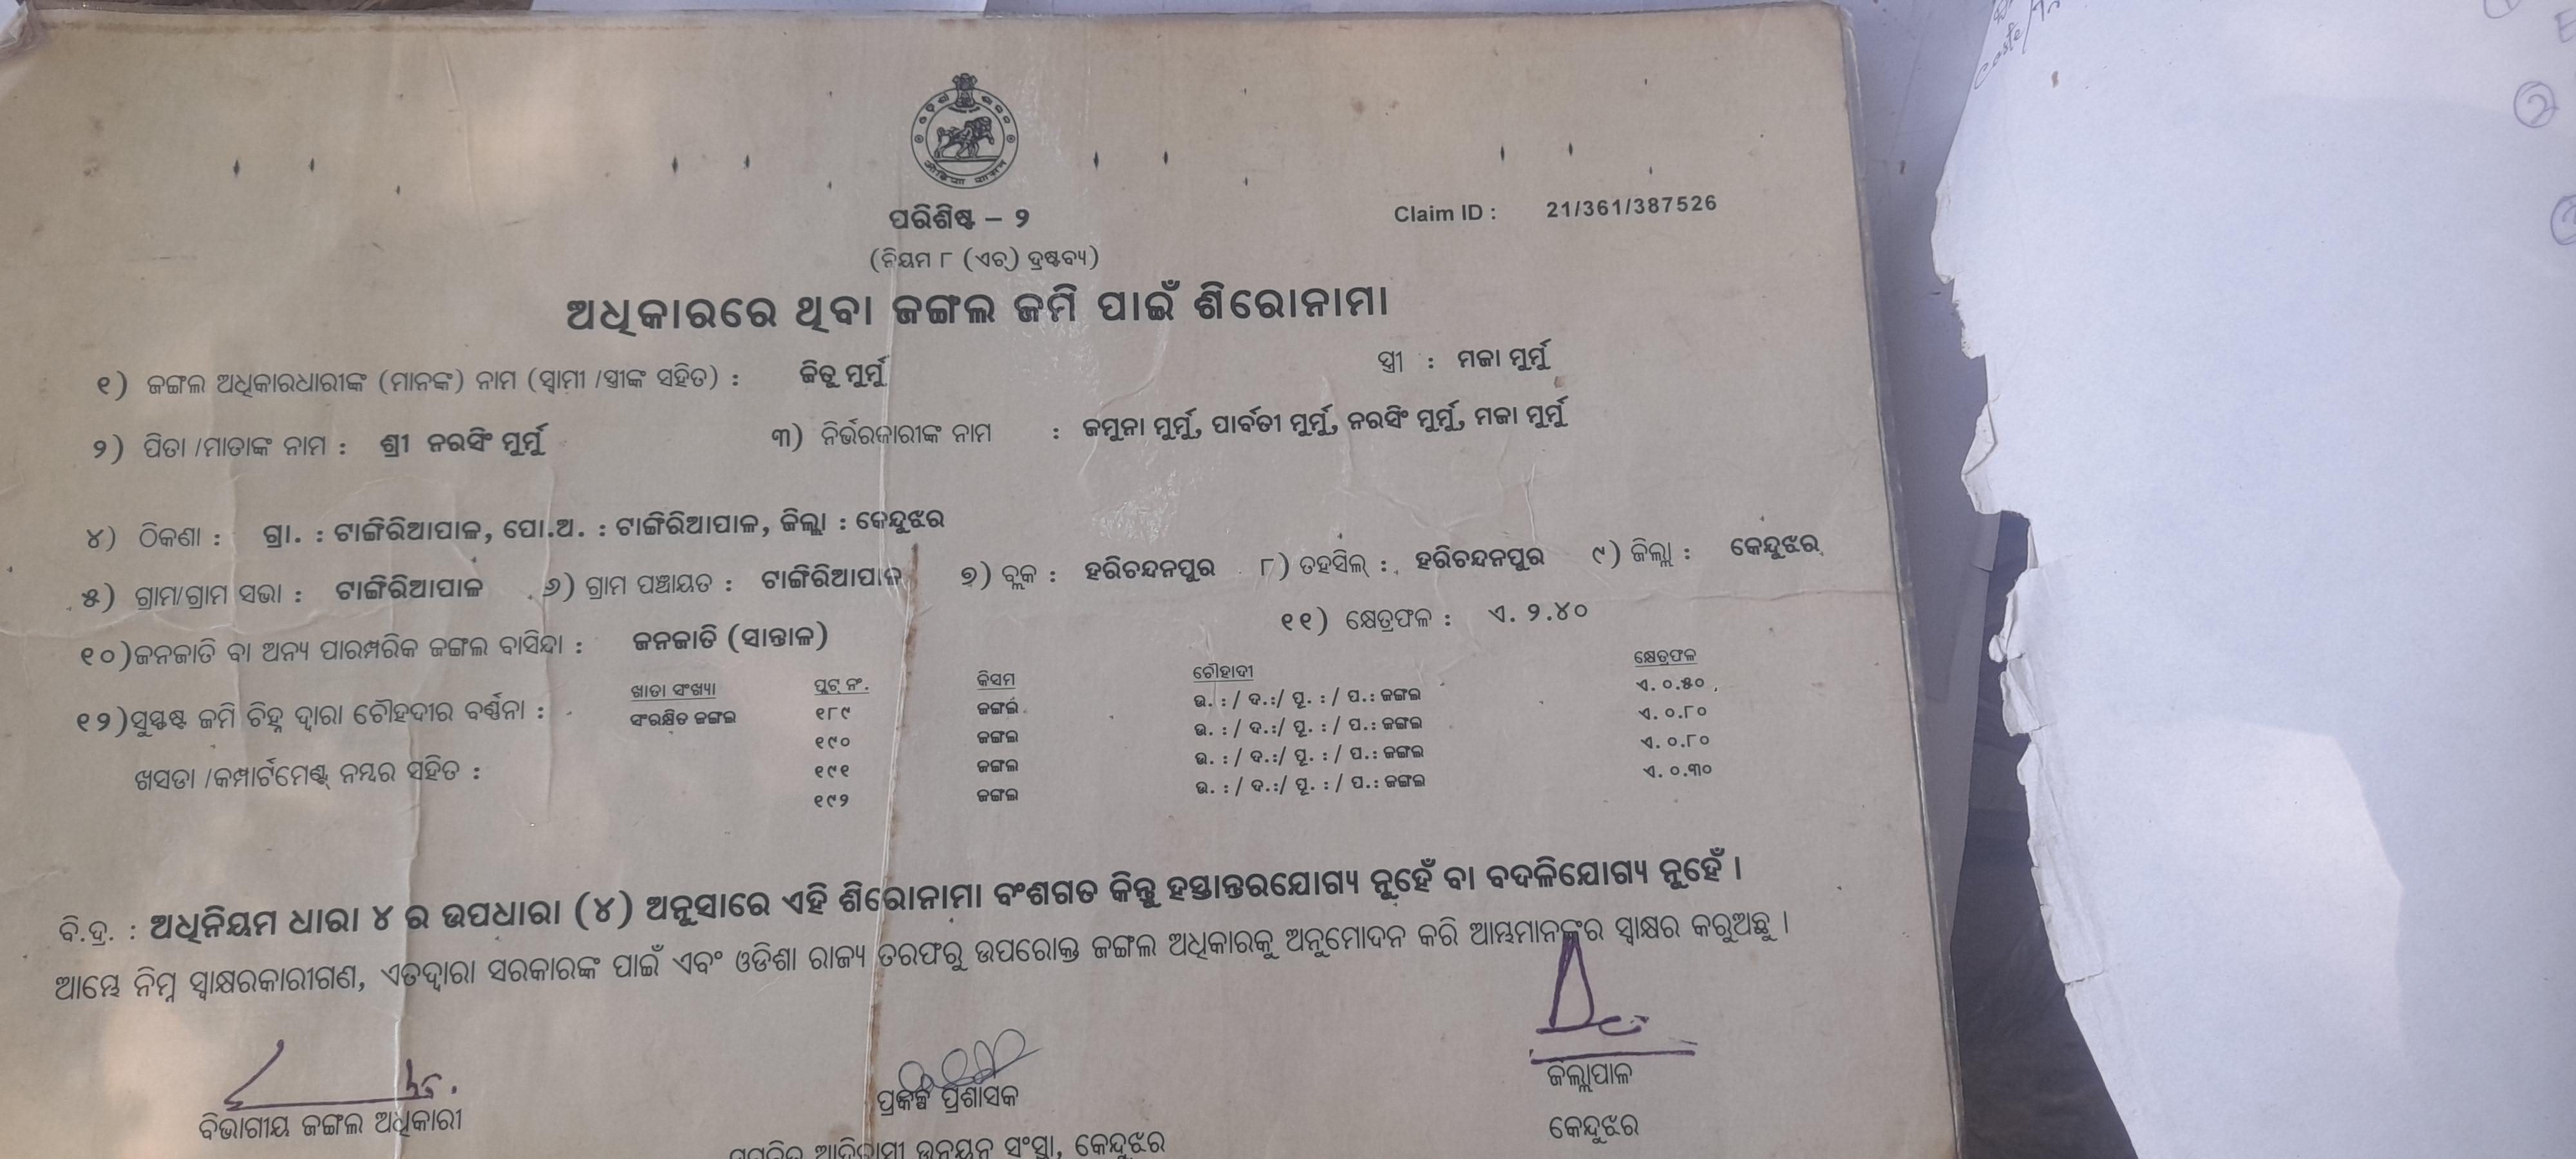 ପରିଶିଷ୍ଟ – ୨
Claim ID : 21/361/387526
(ନିୟମ ୮ (ଏଚ୍) ଦ୍ରଷ୍ଟବ୍ୟ)
ଅଧିକାରରେ ଥିବା ଜଙ୍ଗଲ ଜମି ପାଇଁ ଶିରୋନାମା
୧) ଜଙ୍ଗଲ ଅଧିକାରଧାରୀଙ୍କ (ମାନଙ୍କ) ନାମ (ସ୍ୱାମୀ /ସ୍ତ୍ରୀଙ୍କ ସହିତ) : ଜିତୁ ମୁର୍ମୁ ସ୍ତ୍ରୀ : ମଜା ମୁର୍ମୁ
୨) ପିତା /ମାତାଙ୍କ ନାମ : ଶ୍ରୀ ନରସିଂ ମୁର୍ମୁ ୩) ନିର୍ଭରକାରୀଙ୍କ ନାମ : ଜମୁନା ମୁର୍ମୁ, ପାର୍ବତୀ ମୁର୍ମୁ, ନରସିଂ ମୁର୍ମୁ, ମଜା ମୁର୍ମୁ
୪) ଠିକଣା : ଗ୍ରା. : ଟାଙ୍ଗିରିଆପାଳ, ପୋ.ଅ. : ଟାଙ୍ଗିରିଆପାଳ, ଜିଲ୍ଲା : କେନ୍ଦୁଝର
୫) ଗ୍ରାମ/ଗ୍ରାମ ସଭା : ଟାଙ୍ଗିରିଆପାଳ ୬) ଗ୍ରାମ ପଞ୍ଚାୟତ : ଟାଙ୍ଗିରିଆପାଳ ୭) ବ୍ଲକ : ହରିଚନ୍ଦନପୁର ୮) ତହସିଲ୍ : ହରିଚନ୍ଦନପୁର ୯) ଜିଲ୍ଲା : କେନ୍ଦୁଝର
୧୦)ଜନଜାତି ବା ଅନ୍ୟ ପାରମ୍ପରିକ ଜଙ୍ଗଲ ବାସିନ୍ଦା : ଜନଜାତି (ସାନ୍ତାଳ) ୧୧) କ୍ଷେତ୍ରଫଳ : ଏ. ୨.୪୦
୧୨)ସୁସ୍ପଷ୍ଟ ଜମି ଚିହ୍ନ ଦ୍ୱାରା ଚୌହଦୀର ବର୍ଣ୍ଣନା :
ଖସଡା /କମ୍ପାର୍ଟମେଣ୍ଟ୍ ନମ୍ବର ସହିତ :
ଖାତା ସଂଖ୍ୟା ପ୍ଲଟ୍ ନଂ. କିସମ ଚୌହାଦୀ କ୍ଷେତ୍ରଫଳ
ସଂରକ୍ଷିତ ଜଙ୍ଗଲ ୧୮୯ ଜଙ୍ଗଲ ଉ. : / ଦ.:/ ପୂ. : / ପ.: ଜଙ୍ଗଲ ଏ. ୦.୫୦
୧୯୦ ଜଙ୍ଗଲ ଉ. : / ଦ.:/ ପୂ. : / ପ.: ଜଙ୍ଗଲ ଏ. ୦.୮୦
୧୯୧ ଜଙ୍ଗଲ ଉ. : / ଦ.:/ ପୂ. : / ପ.: ଜଙ୍ଗଲ ଏ. ୦.୮୦
୧୯୨ ଜଙ୍ଗଲ ଉ. : / ଦ.:/ ପୂ. : / ପ.: ଜଙ୍ଗଲ ଏ. ୦.୩୦
ବି.ଦ୍ର. : ଅଧିନିୟମ ଧାରା ୪ ର ଉପଧାରା (୪) ଅନୁସାରେ ଏହି ଶିରୋନାମା ବଂଶଗତ କିନ୍ତୁ ହସ୍ତାନ୍ତରଯୋଗ୍ୟ ନୁହେଁ ବା ବଦଳିଯୋଗ୍ୟ ନୁହେଁ ।
ଆମ୍ଭେ ନିମ୍ନ ସ୍ୱାକ୍ଷରକାରୀଗଣ, ଏତଦ୍ଦ୍ୱାରା ସରକାରଙ୍କ ପାଇଁ ଏବଂ ଓଡିଶା ରାଜ୍ୟ ତରଫରୁ ଉପରୋକ୍ତ ଜଙ୍ଗଲ ଅଧିକାରକୁ ଅନୁମୋଦନ କରି ଆମ୍ଭମାନଙ୍କର ସ୍ୱାକ୍ଷର କରୁଅଛୁ ।
ବିଭାଗୀୟ ଜଙ୍ଗଲ ଅଧିକାରୀ
ପ୍ରକଳ୍ପ ପ୍ରଶାସକ
ଆଦିବାସୀ ଉନ୍ନୟନ ସଂସ୍ଥା, କେନ୍ଦୁଝର
ଜିଲ୍ଲାପାଳ
କେନ୍ଦୁଝର